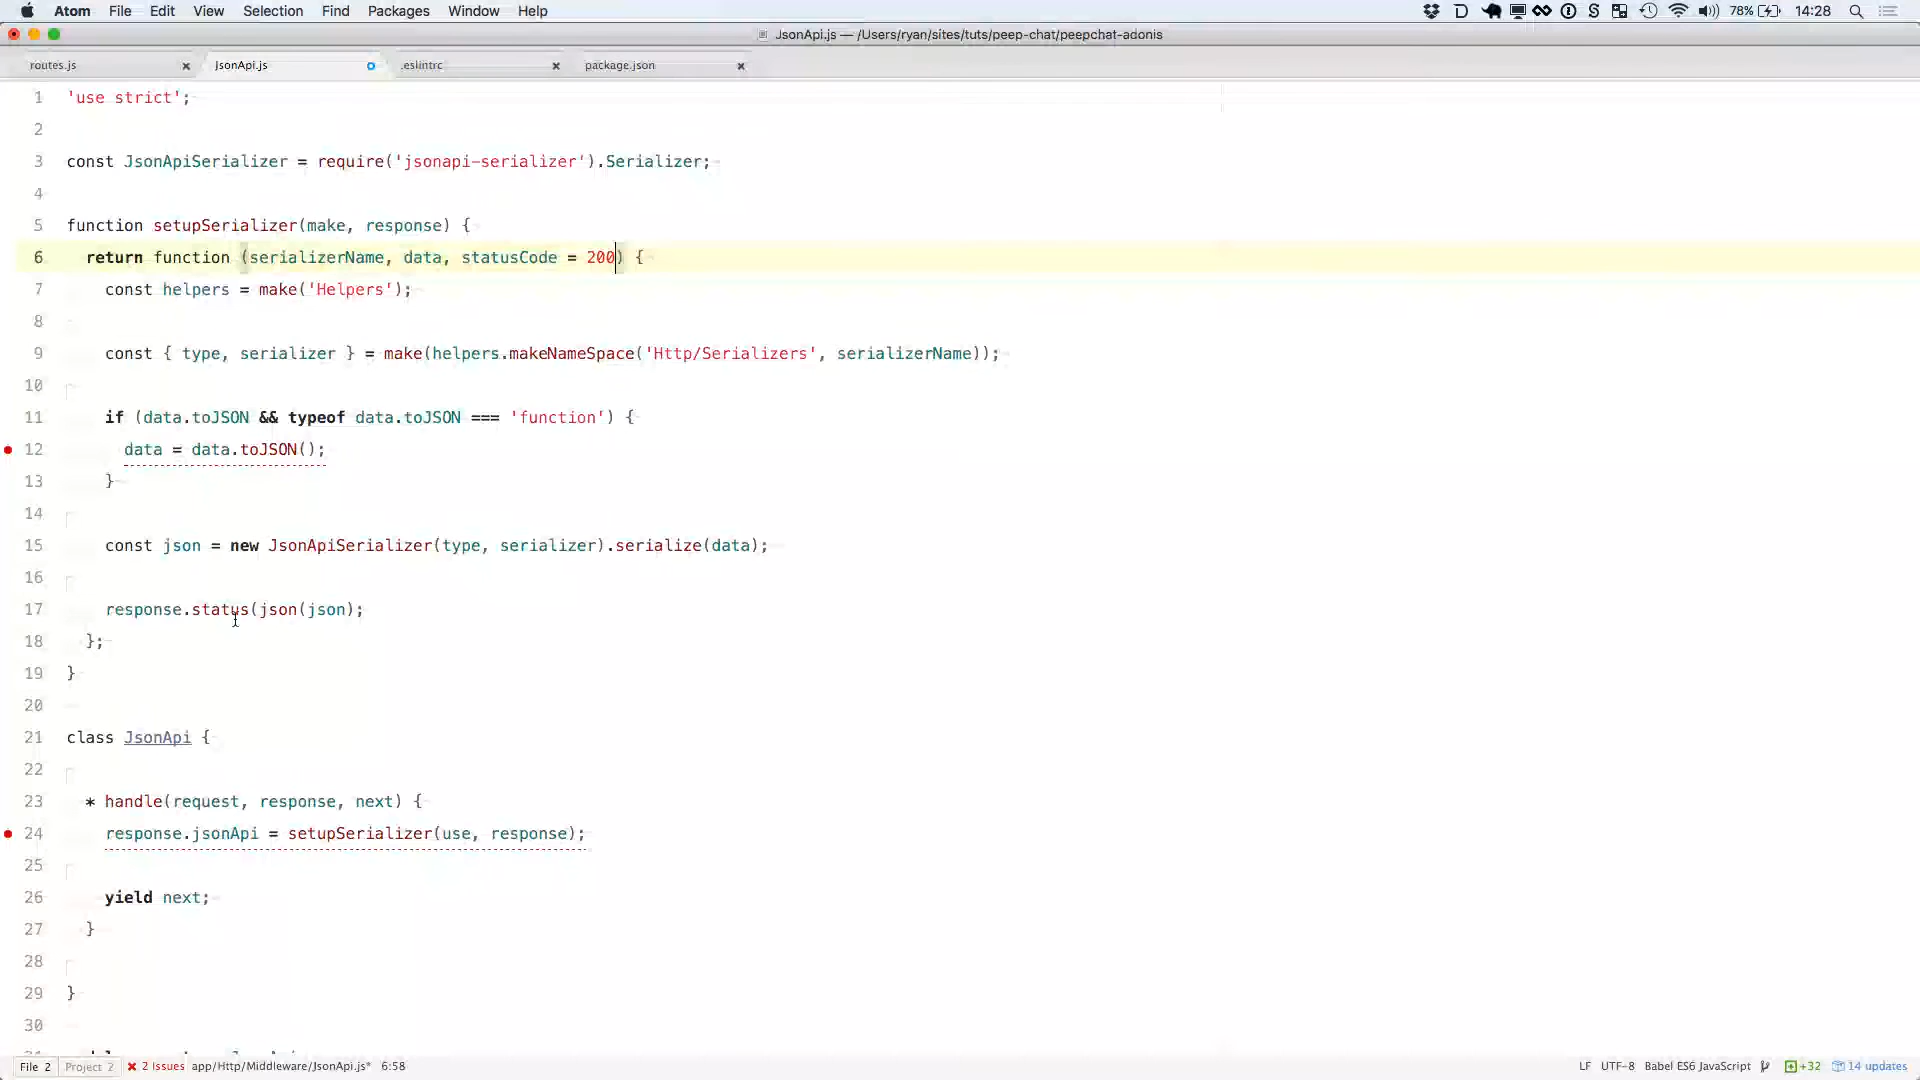 Atom File Edit View Selection Find Packages Window Help 78% 14:28
JsonApi.js — /Users/ryan/sites/tuts/peep-chat/peepchat-adonis
routes.js JsonApi.js .eslintrc package.json
1 'use strict';
2
3 const JsonApiSerializer = require('jsonapi-serializer').Serializer;
4
5 function setupSerializer(make, response) {
6 return function (serializerName, data, statusCode = 200) {
7 const helpers = make('Helpers');
8
9 const { type, serializer } = make(helpers.makeNameSpace('Http/Serializers', serializerName));
10
11 if (data.toJSON && typeof data.toJSON === 'function') {
12 data = data.toJSON();
13 }
14
15 const json = new JsonApiSerializer(type, serializer).serialize(data);
16
17 response.status(json(json);
18 };
19 }
20
21 class JsonApi {
22
23 * handle(request, response, next) {
24 response.jsonApi = setupSerializer(use, response);
25
26 yield next;
27 }
28
29 }
30
File 2 Project 2 2 Issues app/Http/Middleware/JsonApi.js* 6:58 LF UTF-8 Babel ES6 JavaScript +32 14 updates